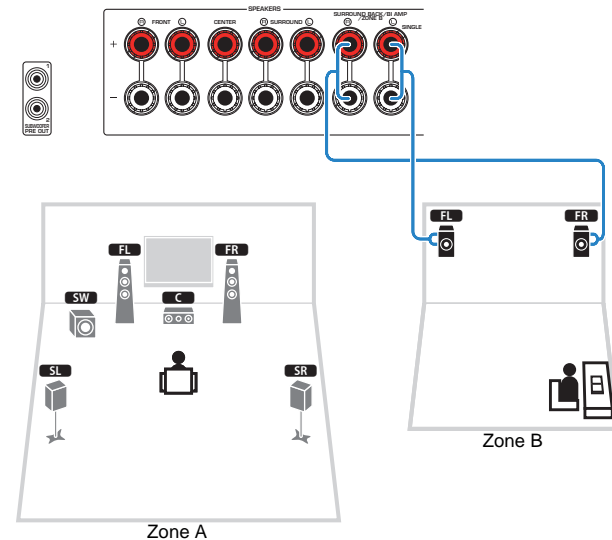 SPEAKERS
R FRONT L CENTER R SURROUND L SURROUND BACK/BI AMP R /ZONE B L SINGLE
+
−
1
2
SUBWOOFER
PRE OUT
FL FR
FL FR
SW C
SL SR
Zone B
Zone A